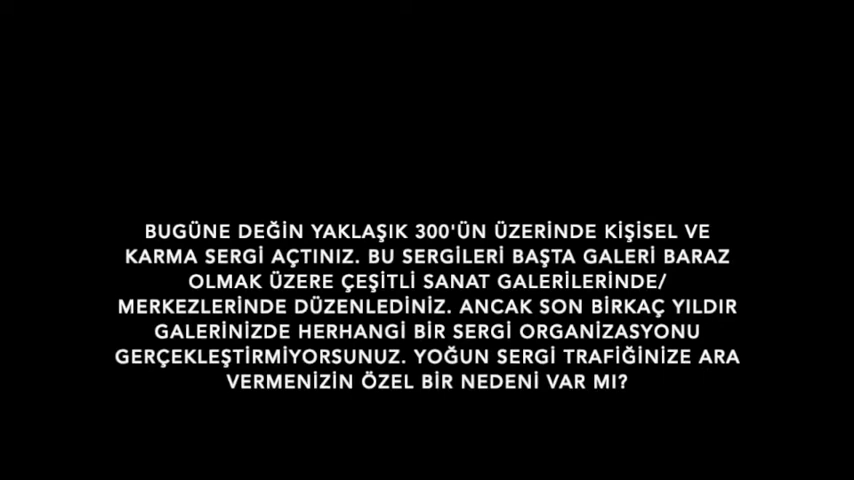 BUGÜNE DEĞİN YAKLAŞIK 300'ÜN ÜZERİNDE KİŞİSEL VE
KARMA SERGİ AÇTINIZ. BU SERGİLERİ BAŞTA GALERİ BARAZ
OLMAK ÜZERE ÇEŞİTLİ SANAT GALERİLERİNDE/
MERKEZLERİNDE DÜZENLEDİNİZ. ANCAK SON BİRKAÇ YILDIR
GALERİNİZDE HERHANGİ BİR SERGİ ORGANİZASYONU
GERÇEKLEŞTİRMİYORSUNUZ. YOĞUN SERGİ TRAFİĞİNİZE ARA
VERMENİZİN ÖZEL BİR NEDENİ VAR MI?